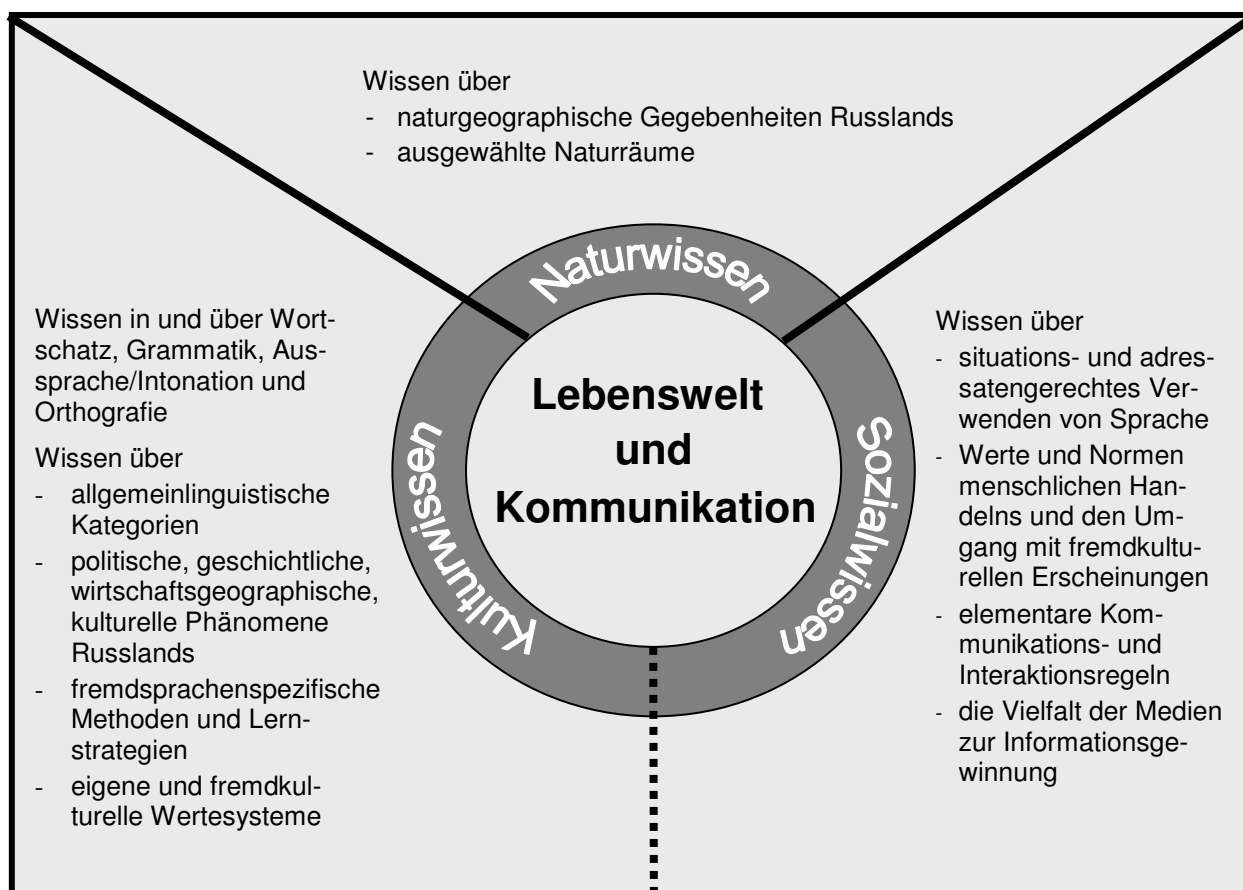 Wissen über
- naturgeographische Gegebenheiten Russlands
- ausgewählte Naturräume
Naturwissen
Kulturwissen
Sozialwissen
Lebenswelt
und
Kommunikation
Wissen in und über Wort-
schatz, Grammatik, Aus-
sprache/Intonation und
Orthografie
Wissen über
- allgemeinlinguistische
Kategorien
- politische, geschichtliche,
wirtschaftsgeographische,
kulturelle Phänomene
Russlands
- fremdsprachenspezifische
Methoden und Lern-
strategien
- eigene und fremdkul-
turelle Wertesysteme
Wissen über
- situations- und adres-
satengerechtes Ver-
wenden von Sprache
- Werte und Normen
menschlichen Han-
delns und den Um-
gang mit fremdkultu-
rellen Erscheinungen
- elementare Kom-
munikations- und
Interaktionsregeln
- die Vielfalt der Medien
zur Informationsge-
winnung